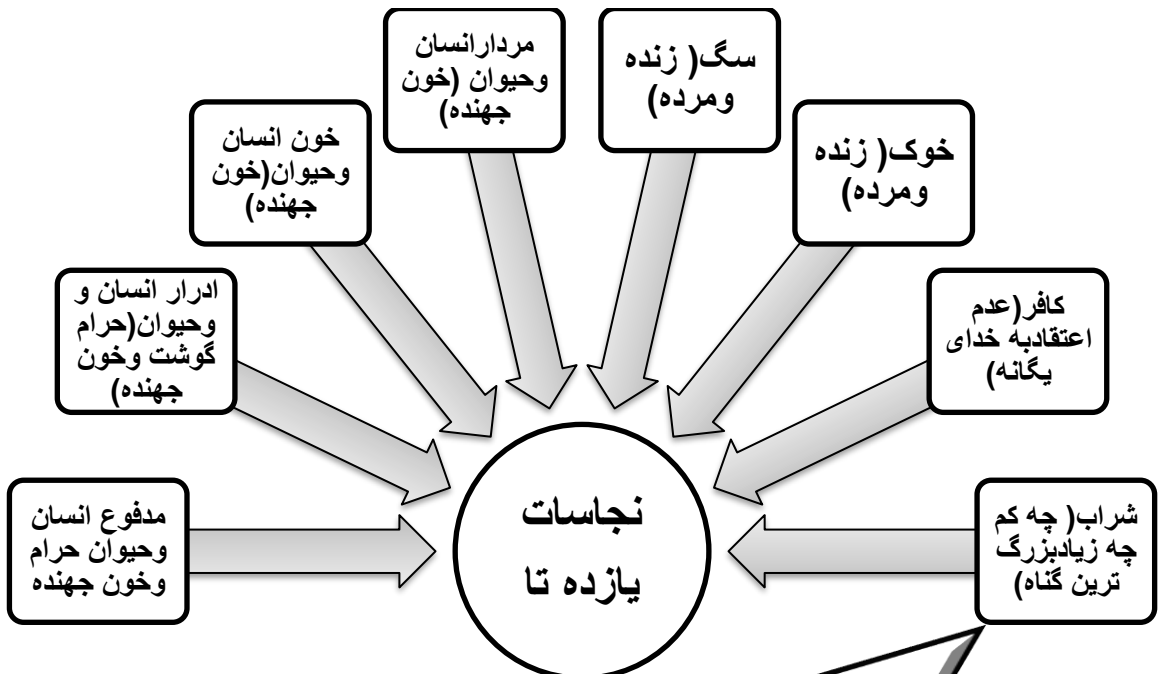 مردارانسان
وحیوان (خون
جهنده)
سگ( زنده
ومرده)
خون انسان
وحیوان(خون
جهنده)
خوک( زنده
ومرده)
ادرار انسان و
وحیوان(حرام
گوشت وخون
جهنده)
کافر(عدم
اعتقادبه خدای
یگانه)
مدفوع انسان
وحیوان حرام
وخون جهنده
نجاسات
یازده تا
شراب( چه کم
چه زیادبزرگ
ترین گناه)